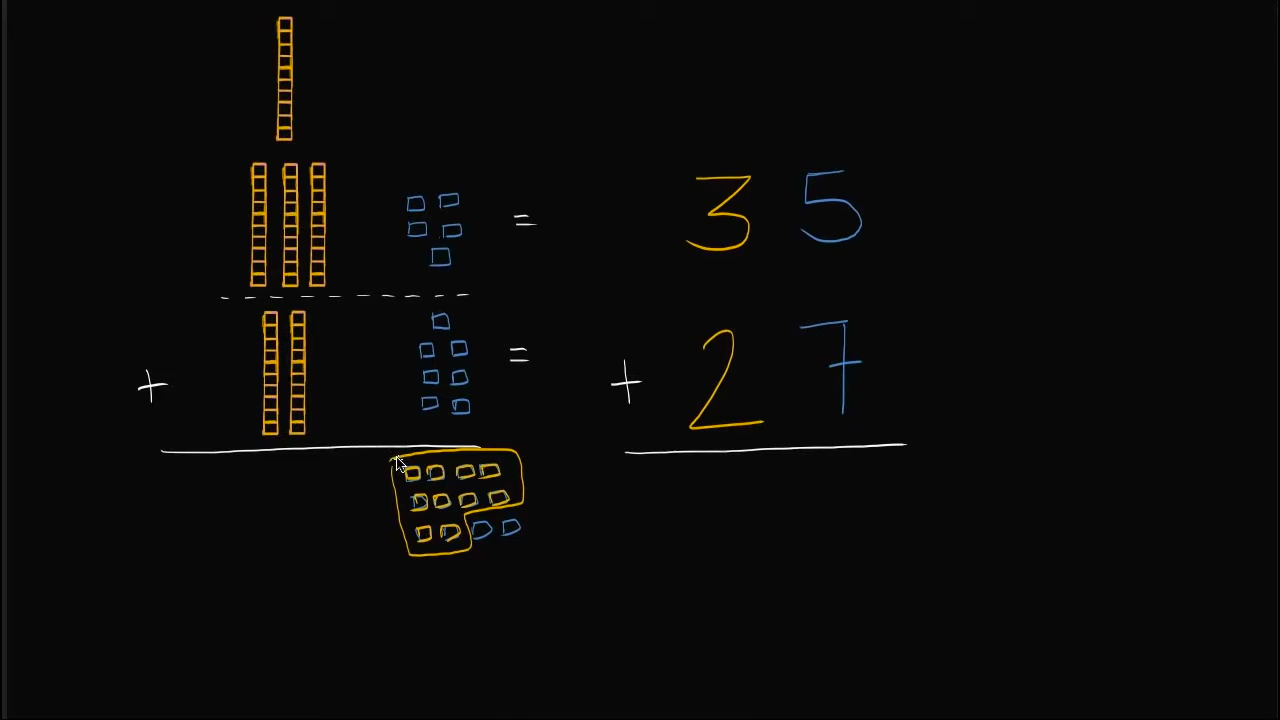 = 35
+ = + 27